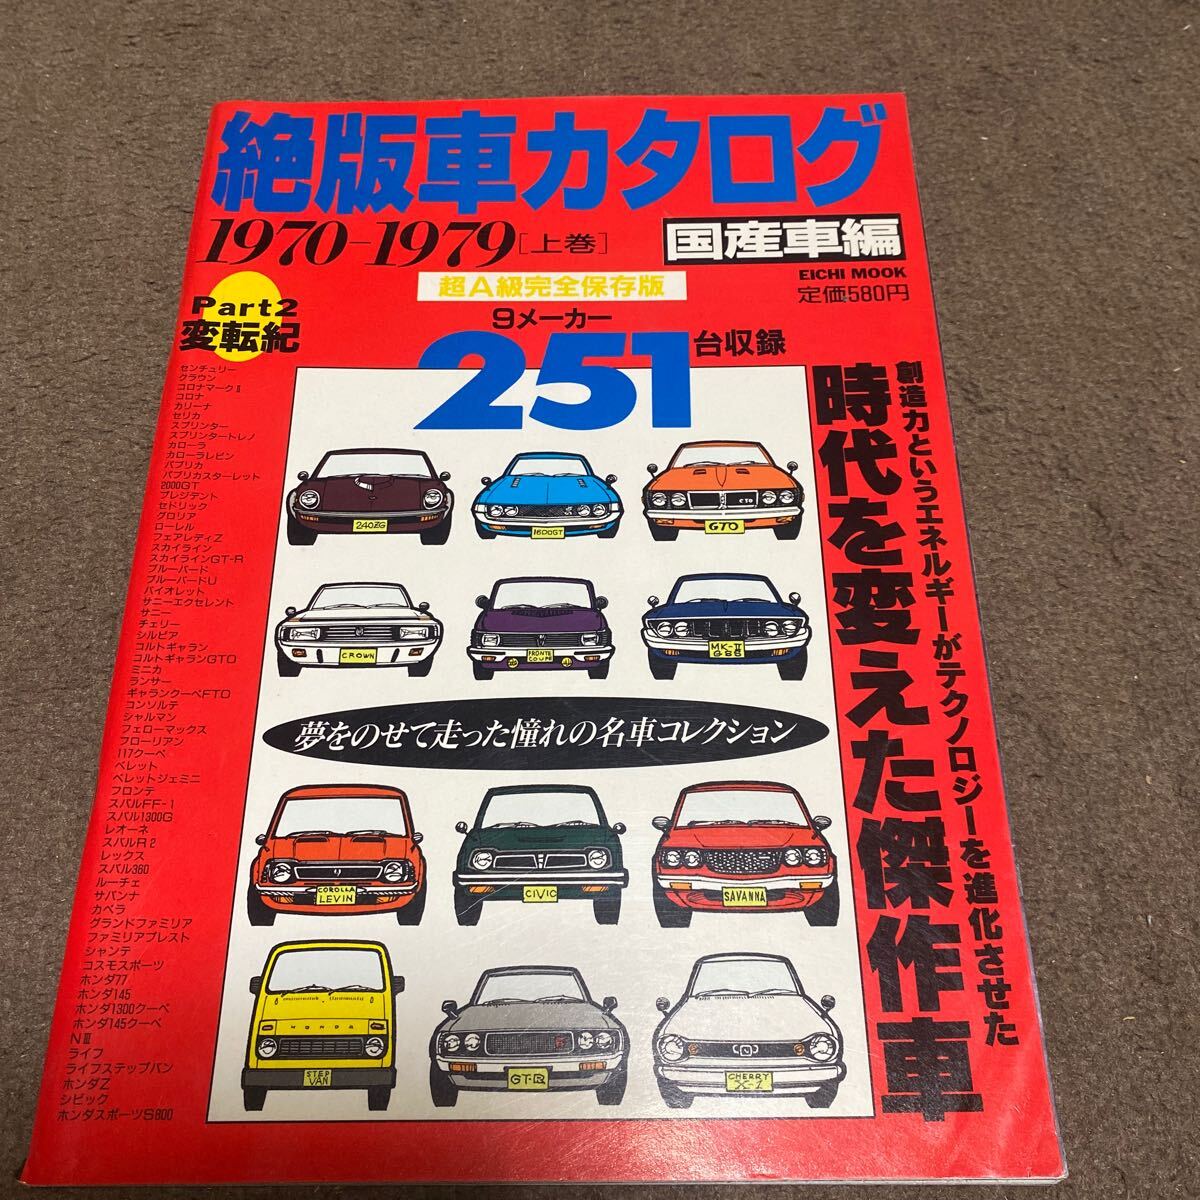 絶版車カタログ
1970-1979［上巻］
国産車編
EICHI MOOK
定価580円
超A級完全保存版
Part2
変転紀
9メーカー
251台収録
創造力というエネルギーがテクノロジーを進化させた
時代を変えた傑作車
センチュリー
クラウン
コロナマークⅡ
コロナ
カリーナ
セリカ
スプリンター
スプリンタートレノ
カローラ
カローラレビン
パブリカ
パブリカスターレット
2000GT
プレジデント
セドリック
グロリア
ローレル
フェアレディZ
スカイライン
スカイラインGT-R
ブルーバード
ブルーバードU
バイオレット
サニーエクセレント
サニー
チェリー
シルビア
コルトギャラン
コルトギャランGTO
ミニカ
ランサー
ギャランクーペFTO
コンソルテ
シャルマン
フェローマックス
フローリアン
117クーペ
ベレット
ベレットジェミニ
フロンテ
スバルFF-1
スバル1300G
レオーネ
スバルR2
レックス
スバル360
ルーチェ
サバンナ
カペラ
グランドファミリア
ファミリアプレスト
シャンテ
コスモスポーツ
ホンダ77
ホンダ145
ホンダ1300クーペ
ホンダ145クーペ
NⅢ
ライフ
ライフステップバン
ホンダZ
シビック
ホンダスポーツS800
240ZG
1600GT
GTO
GTO
CROWN
FRONTE
COUPE
MK-Ⅱ
GSS
夢をのせて走った憧れの名車コレクション
COROLLA
LEVIN
CIVIC
SAVANNA
HONDA
STEP
VAN
GT-R
CHERRY
X-1